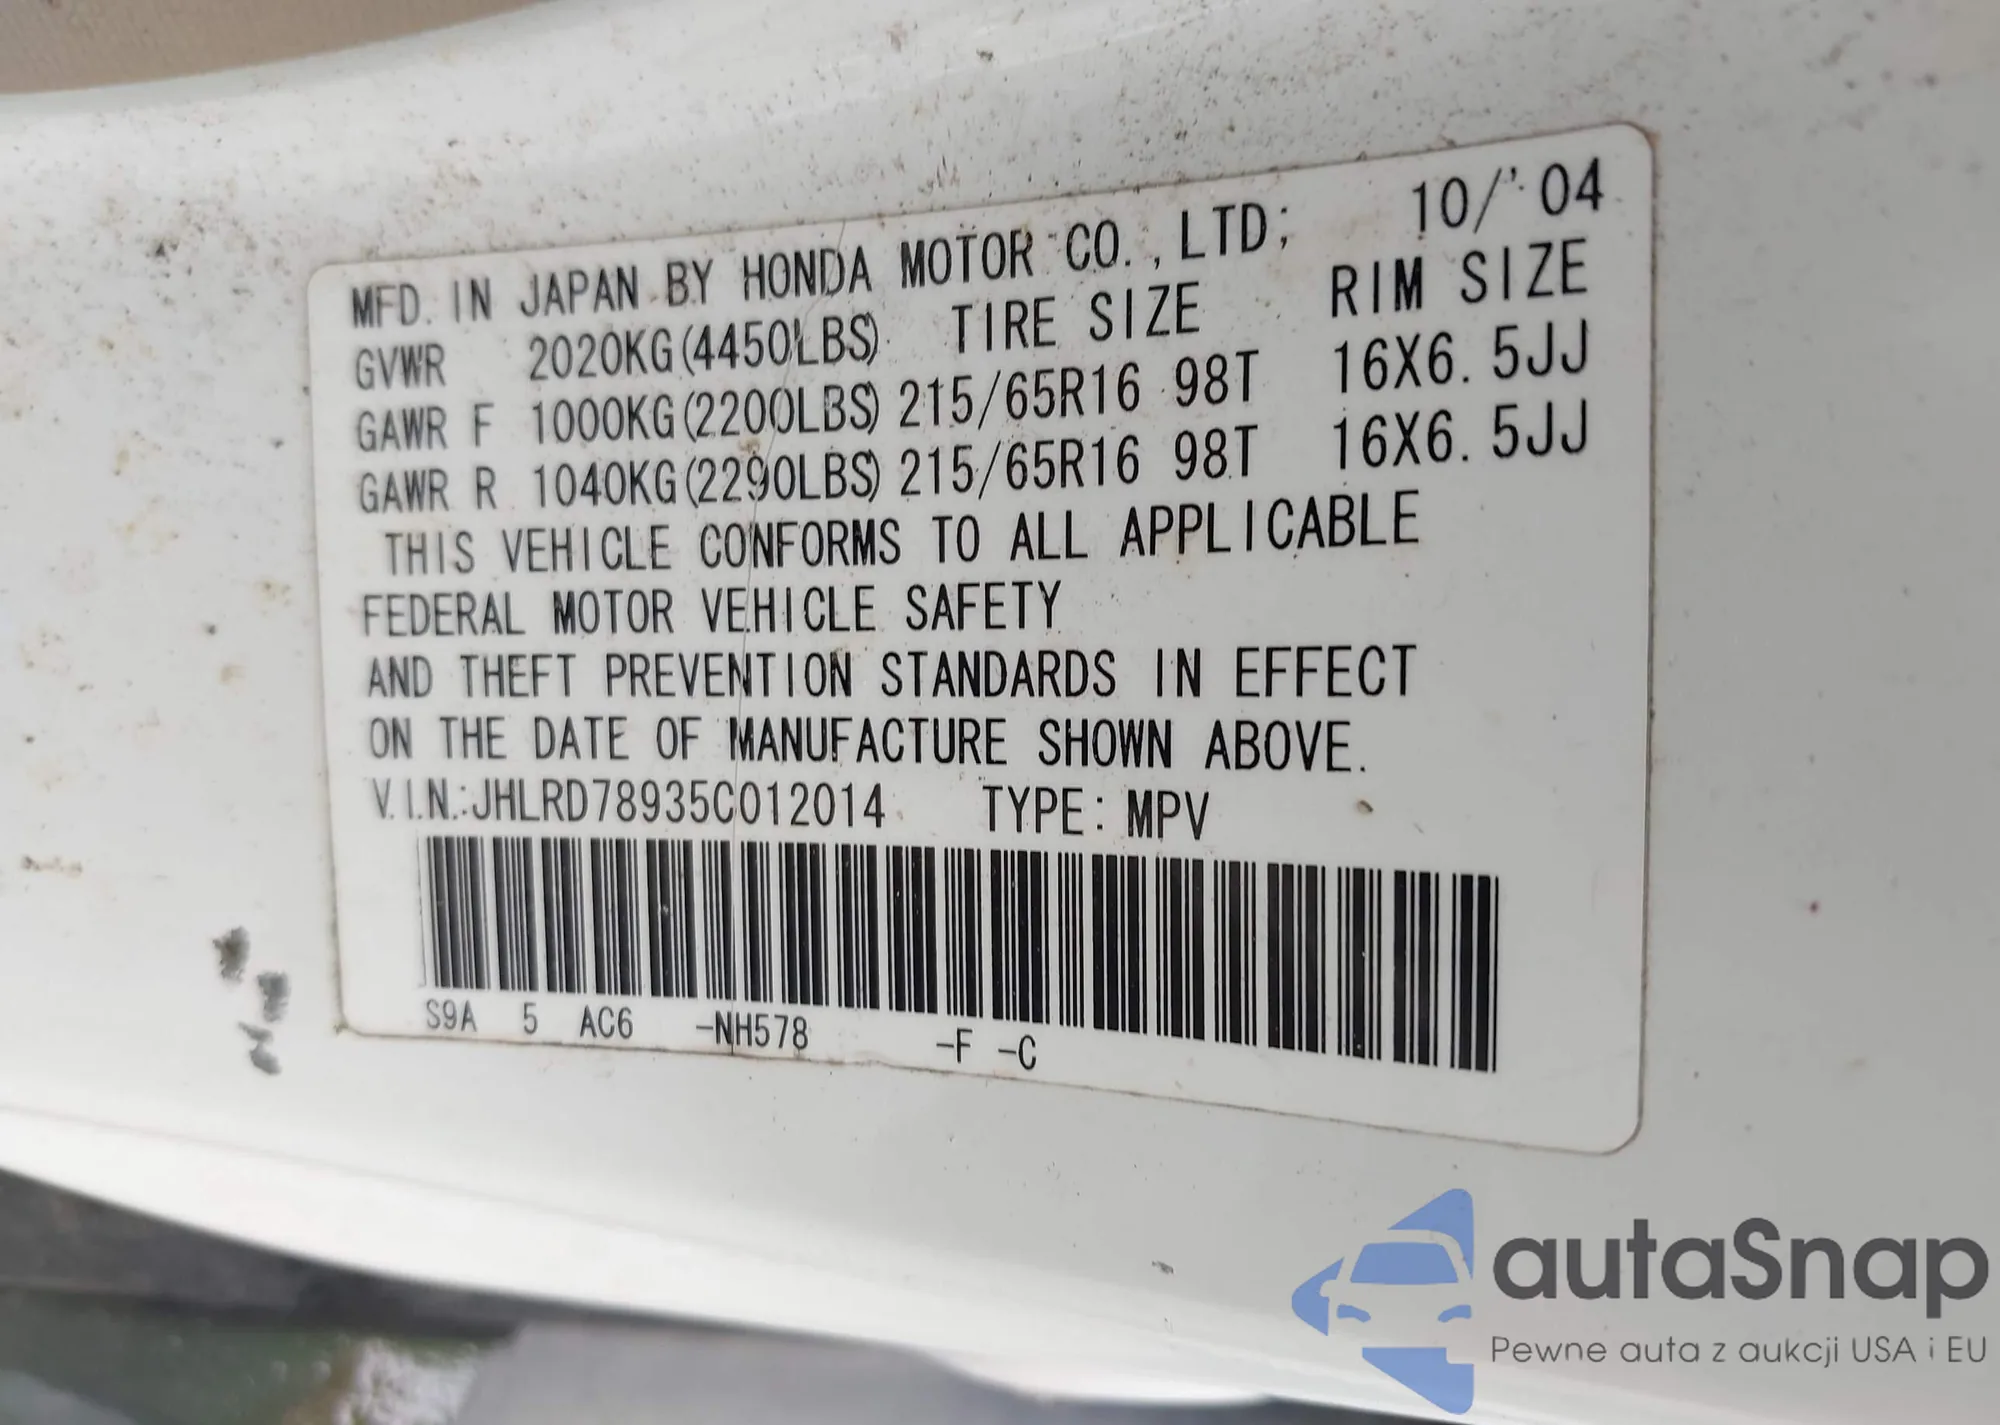 MFD. IN JAPAN BY HONDA MOTOR CO., LTD; 10/'04
GVWR 2020KG(4450LBS) TIRE SIZE RIM SIZE
GAWR F 1000KG(2200LBS) 215/65R16 98T 16X6.5JJ
GAWR R 1040KG(2290LBS) 215/65R16 98T 16X6.5JJ
THIS VEHICLE CONFORMS TO ALL APPLICABLE
FEDERAL MOTOR VEHICLE SAFETY
AND THEFT PREVENTION STANDARDS IN EFFECT
ON THE DATE OF MANUFACTURE SHOWN ABOVE.
V.I.N.:JHLRD78935C012014 TYPE: MPV
S9A 5 AC6 -NH578 -F -C
autaSnap
Pewne auta z aukcji USA i EU